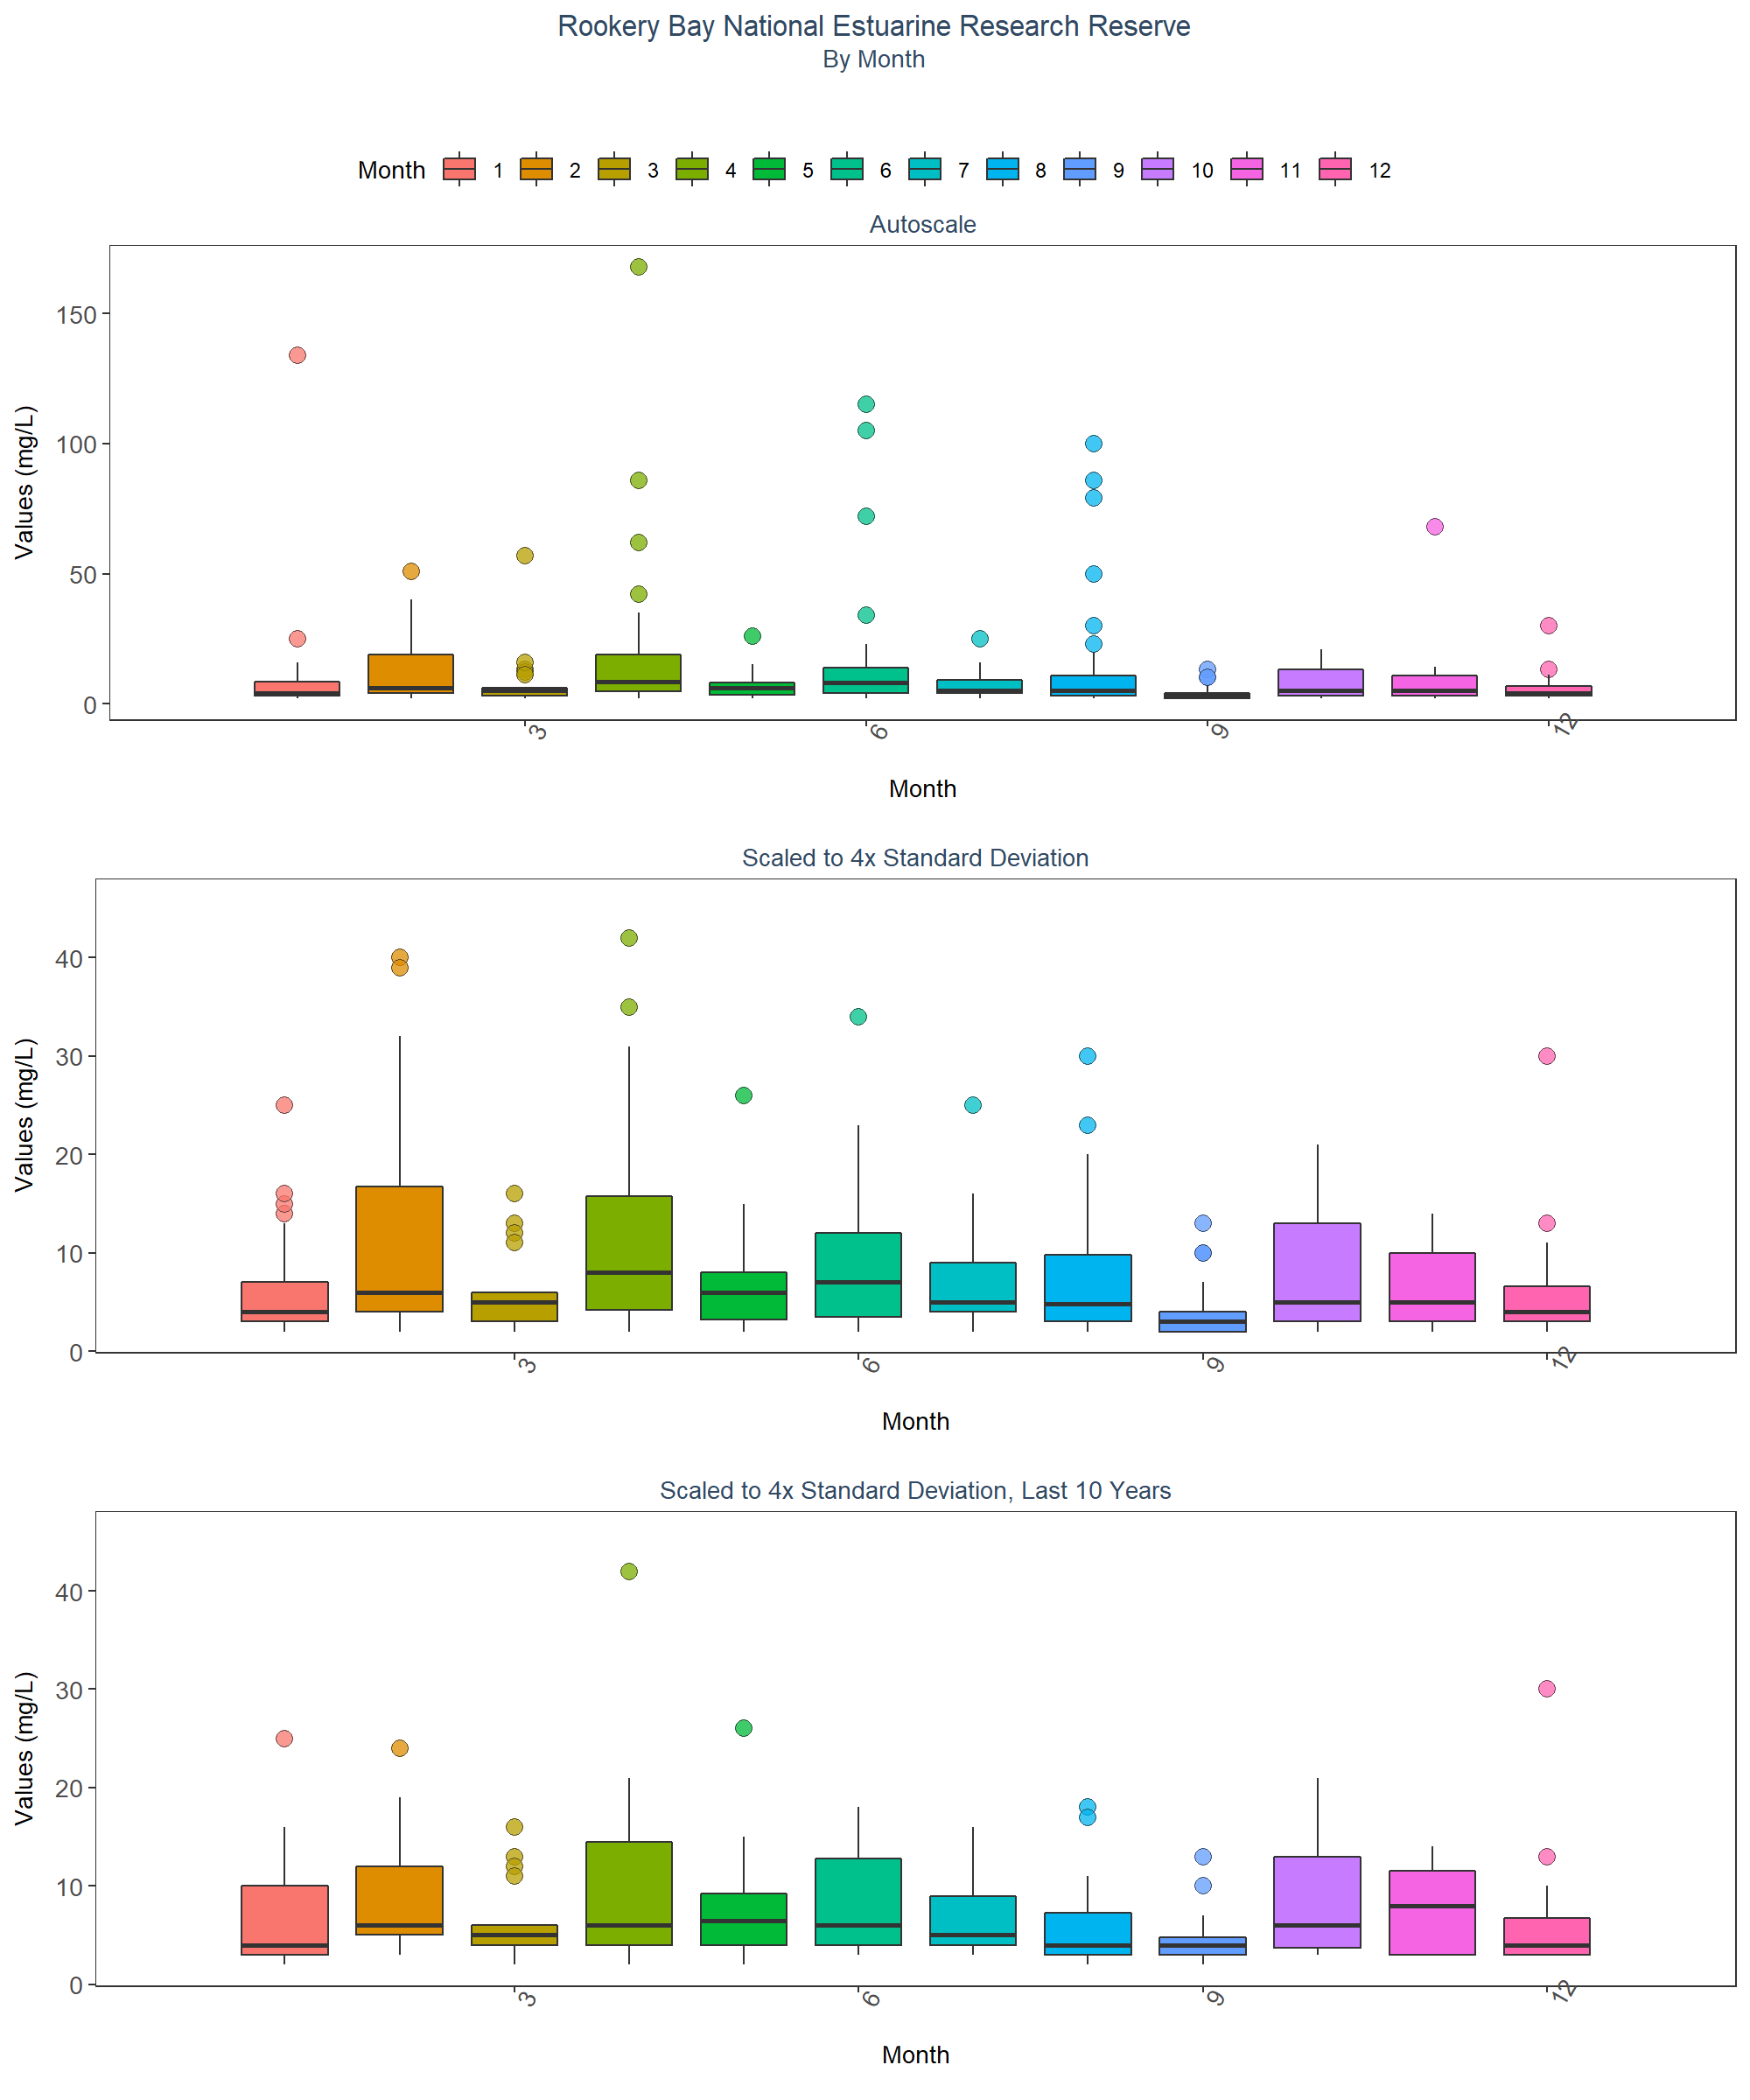 Rookery Bay National Estuarine Research Reserve
By Month
Month 1 2 3 4 5 6 7 8 9 10 11 12
Autoscale
Values (mg/L)
150
100
50
0
3 6 9 12
Month
Scaled to 4x Standard Deviation
Values (mg/L)
40
30
20
10
0
3 6 9 12
Month
Scaled to 4x Standard Deviation, Last 10 Years
Values (mg/L)
40
30
20
10
0
3 6 9 12
Month